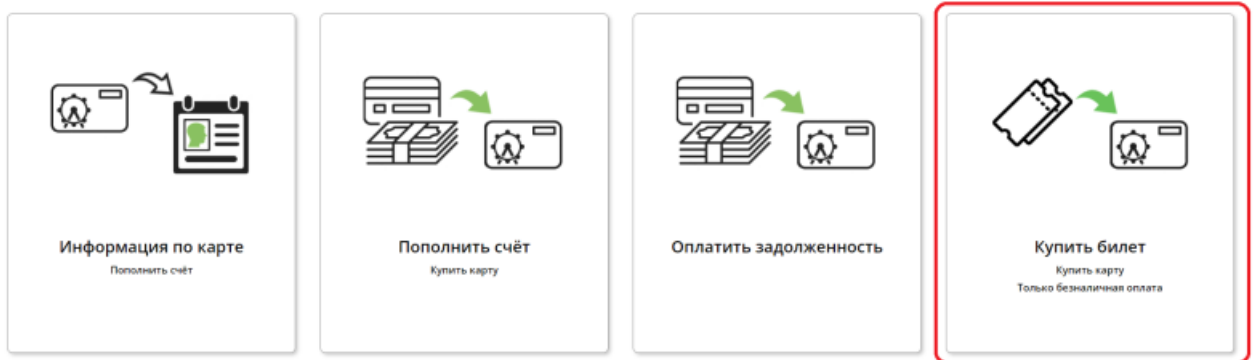 Информация по карте
Пополнить счёт
Пополнить счёт
Купить карту
Оплатить задолженность
Купить билет
Купить карту
Только безналичная оплата